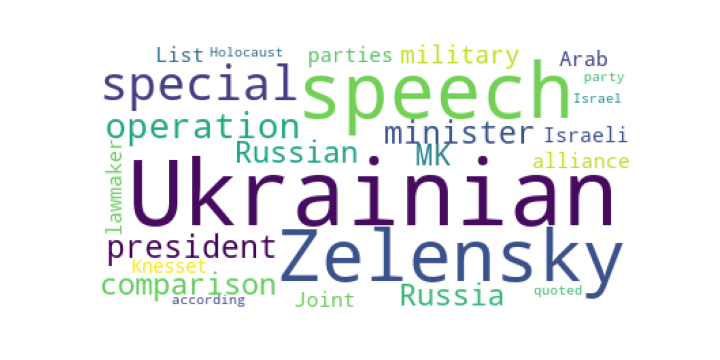 List Holocaust parties military Arab
special speech party
Israel
operation minister Israeli
Russian MK alliance
lawmaker
Ukrainian
president Zelensky
Knesset
comparison Joint Russia quoted
according